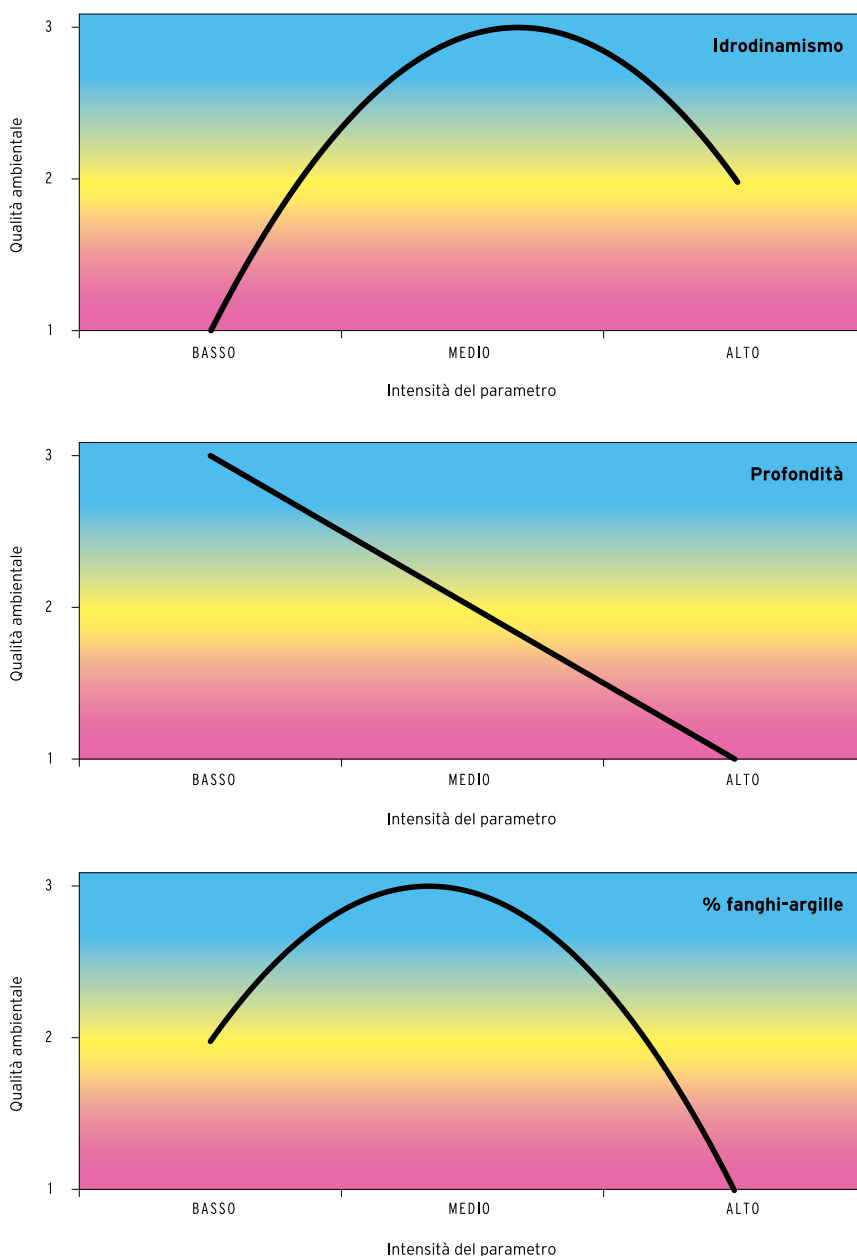 3
Idrodinamismo
Qualità ambientale
2
1
BASSO MEDIO ALTO
Intensità del parametro
3
Profondità
Qualità ambientale
2
1
BASSO MEDIO ALTO
Intensità del parametro
3
% fanghi-argille
Qualità ambientale
2
1
BASSO MEDIO ALTO
Intensità del parametro